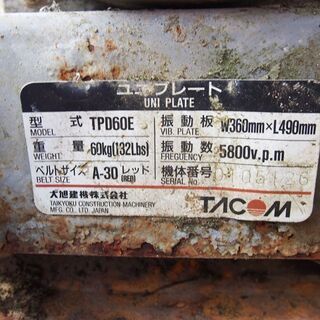 ユニプレート
UNI PLATE
型 式 TPD60E 振動板 W360mm×L490mm
MODEL VIB. PLATE
重 量 60kg(132Lbs) 振動数 5800v.p.m
WEIGHT FREGUENCY
ベルトサイズ A-30 レッド 機体番号
BELT SIZE (RED) SERIAL No.
大旭建機株式会社
TAIKYOKU CONSTRUCTION-MACHINERY
MFG CO. LTD. JAPAN
TACOM